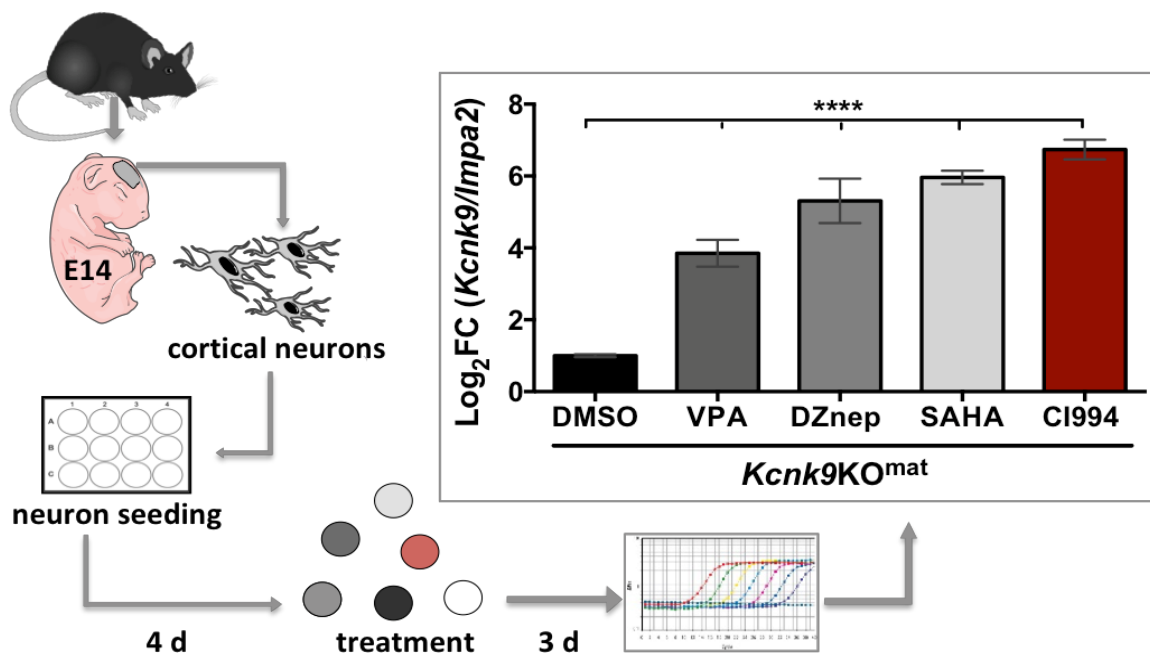 E14
cortical neurons
1 2 3 4
A
B
C
neuron seeding
4 d
treatment
3 d
Log₂FC (Kcnk9/Impa2)
8
6
4
2
0
****
DMSO VPA DZnep SAHA CI994
Kcnk9KOᵐᵃᵗ